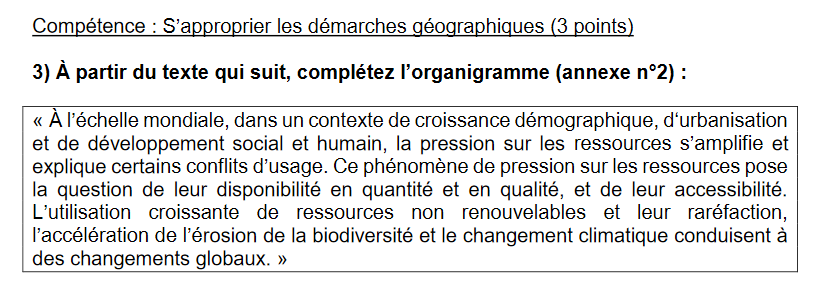 Compétence : S’approprier les démarches géographiques (3 points)
3) À partir du texte qui suit, complétez l’organigramme (annexe n°2) :
« À l’échelle mondiale, dans un contexte de croissance démographique, d‘urbanisation
et de développement social et humain, la pression sur les ressources s’amplifie et
explique certains conflits d’usage. Ce phénomène de pression sur les ressources pose
la question de leur disponibilité en quantité et en qualité, et de leur accessibilité.
L’utilisation croissante de ressources non renouvelables et leur raréfaction,
l’accélération de l’érosion de la biodiversité et le changement climatique conduisent à
des changements globaux. »